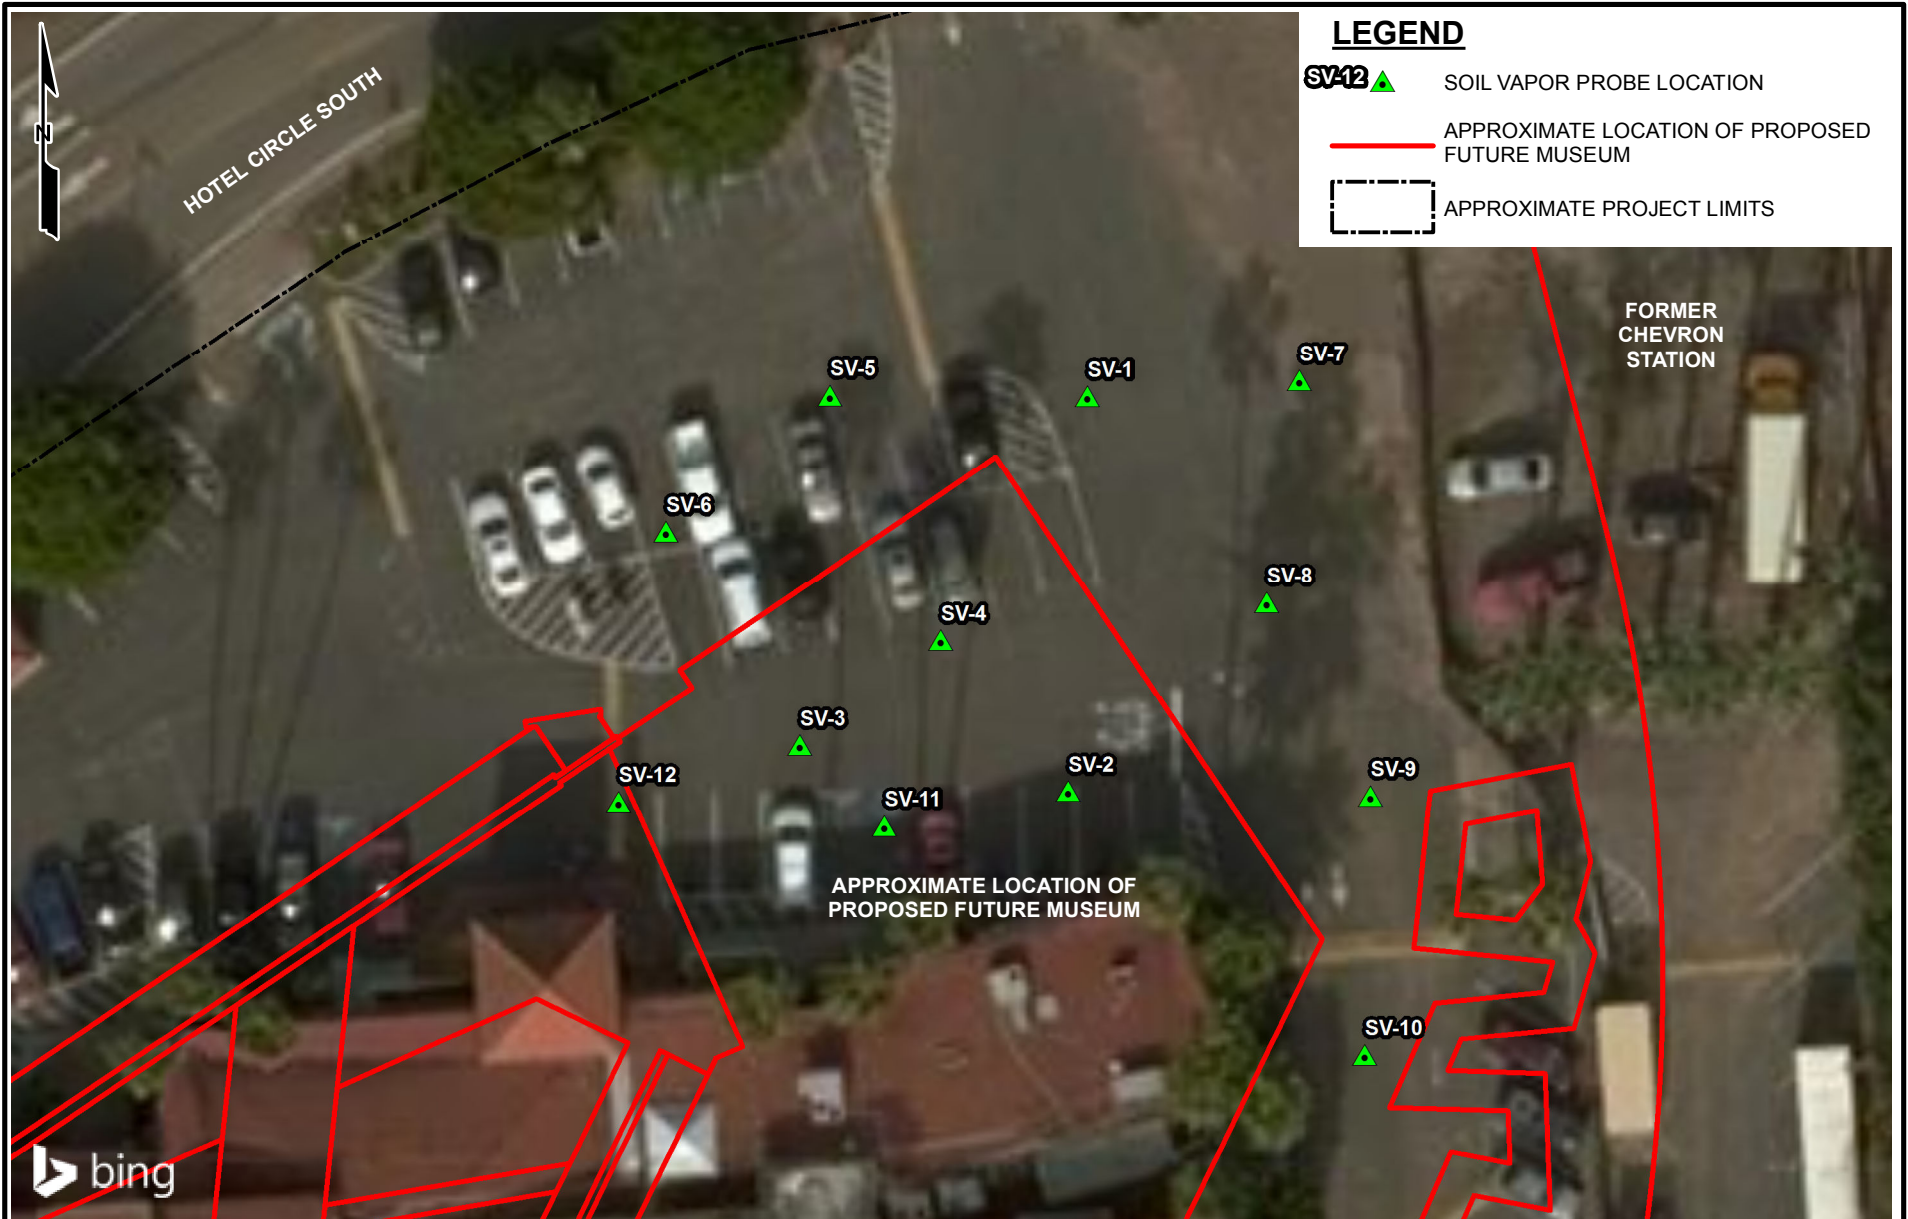 LEGEND
SV-12 SOIL VAPOR PROBE LOCATION
APPROXIMATE LOCATION OF PROPOSED
FUTURE MUSEUM
APPROXIMATE PROJECT LIMITS
N
HOTEL CIRCLE SOUTH
FORMER
CHEVRON
STATION
SV-7
SV-5
SV-1
SV-6
SV-8
SV-4
SV-3
SV-12
SV-2
SV-9
SV-11
APPROXIMATE LOCATION OF
PROPOSED FUTURE MUSEUM
SV-10
bing